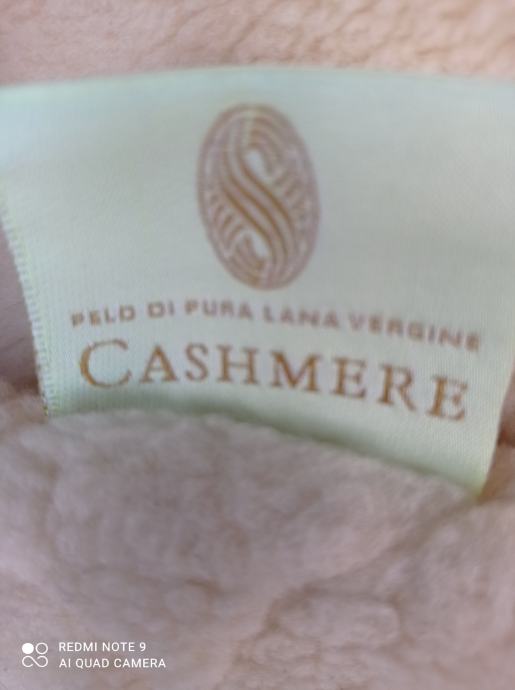 PELO DI PURA LANA VERGINE
CASHMERE
REDMI NOTE 9
AI QUAD CAMERA